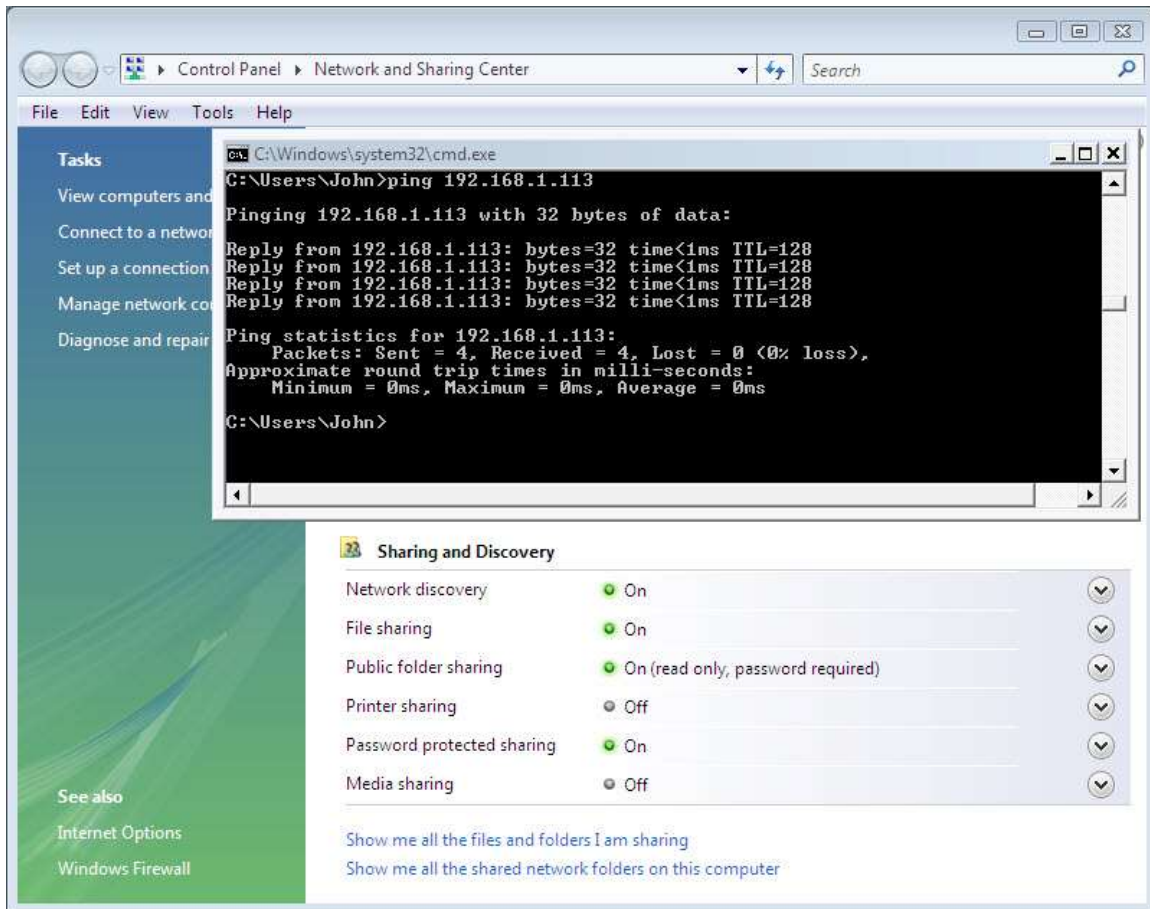 Control Panel Network and Sharing Center Search
File Edit View Tools Help
Tasks
View computers and
Connect to a networ
Set up a connection
Manage network co
Diagnose and repair
C:\Windows\system32\cmd.exe
C:\Users\John>ping 192.168.1.113
Pinging 192.168.1.113 with 32 bytes of data:
Reply from 192.168.1.113: bytes=32 time<1ms TTL=128
Reply from 192.168.1.113: bytes=32 time<1ms TTL=128
Reply from 192.168.1.113: bytes=32 time<1ms TTL=128
Reply from 192.168.1.113: bytes=32 time<1ms TTL=128
Ping statistics for 192.168.1.113:
Packets: Sent = 4, Received = 4, Lost = 0 (0% loss),
Approximate round trip times in milli-seconds:
Minimum = 0ms, Maximum = 0ms, Average = 0ms
C:\Users\John>
Sharing and Discovery
Network discovery On
File sharing On
Public folder sharing On (read only, password required)
Printer sharing Off
Password protected sharing On
Media sharing Off
Show me all the files and folders I am sharing
Show me all the shared network folders on this computer
See also
Internet Options
Windows Firewall